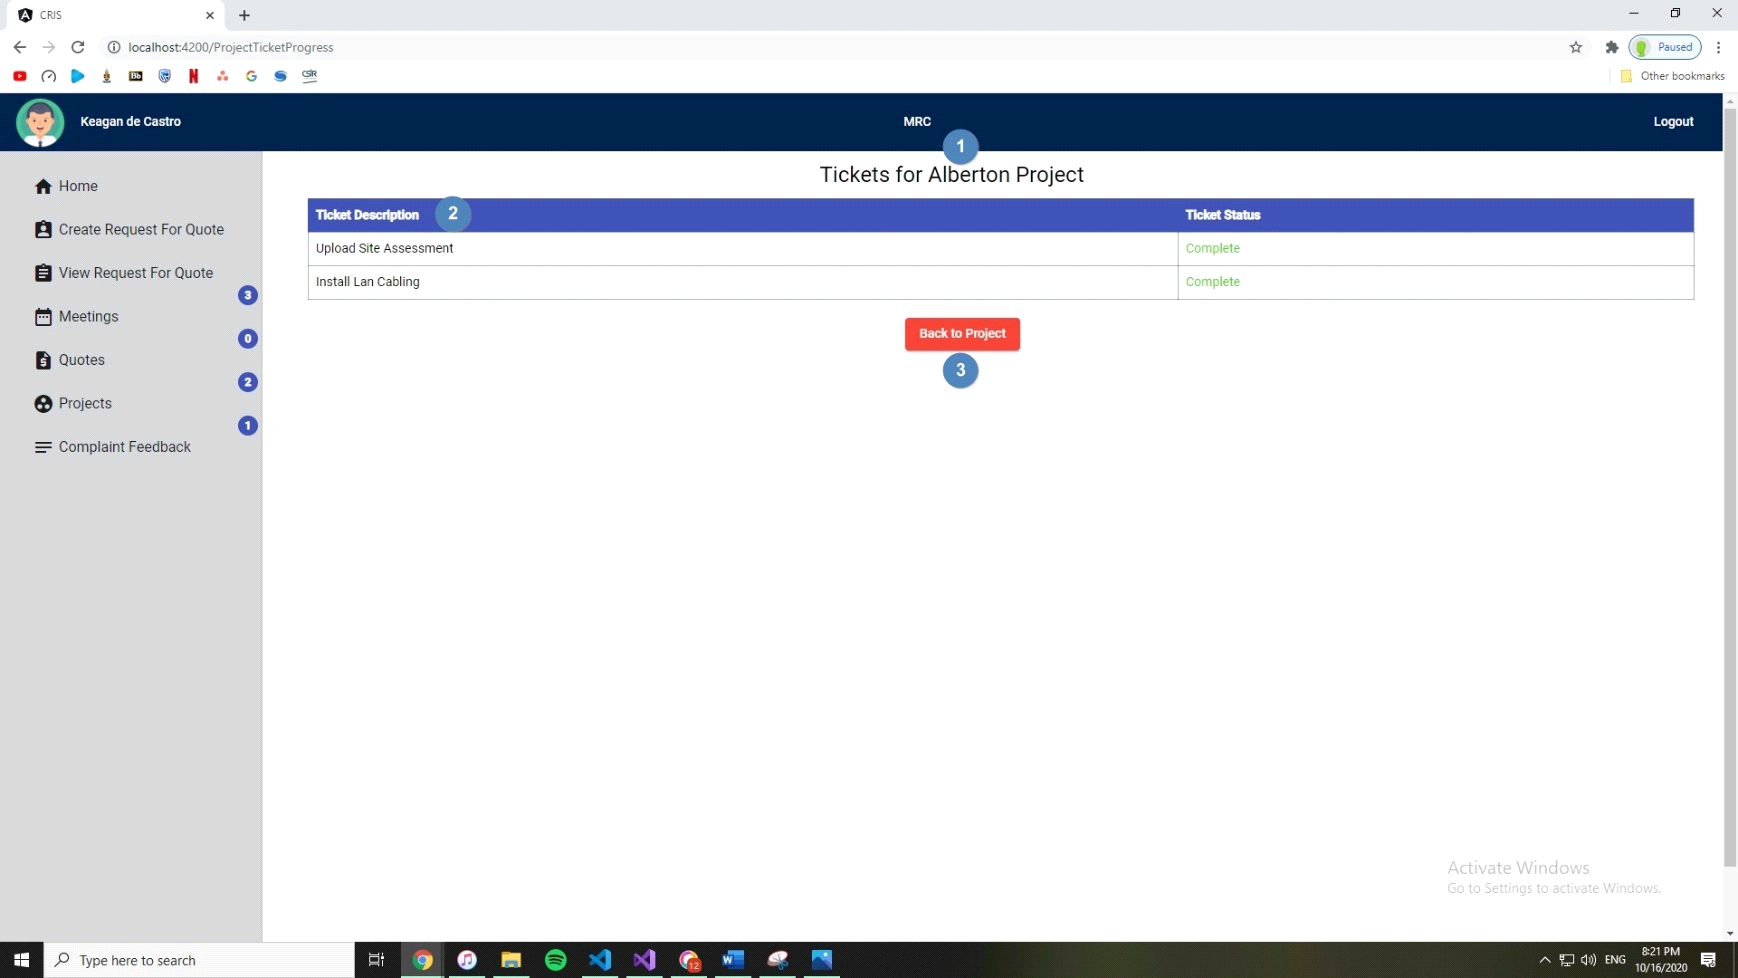 CRIS
localhost:4200/ProjectTicketProgress
Paused
Bb
N
G
CSIR
Other bookmarks
Keagan de Castro
MRC
Logout
1
Tickets for Alberton Project
Home
Create Request For Quote
View Request For Quote
3
Meetings
0
Quotes
2
Projects
1
Complaint Feedback
Ticket Description
2
Ticket Status
Upload Site Assessment
Complete
Install Lan Cabling
Complete
Back to Project
3
Activate Windows
Go to Settings to activate Windows.
Type here to search
12
W
ENG
8:21 PM
10/16/2020